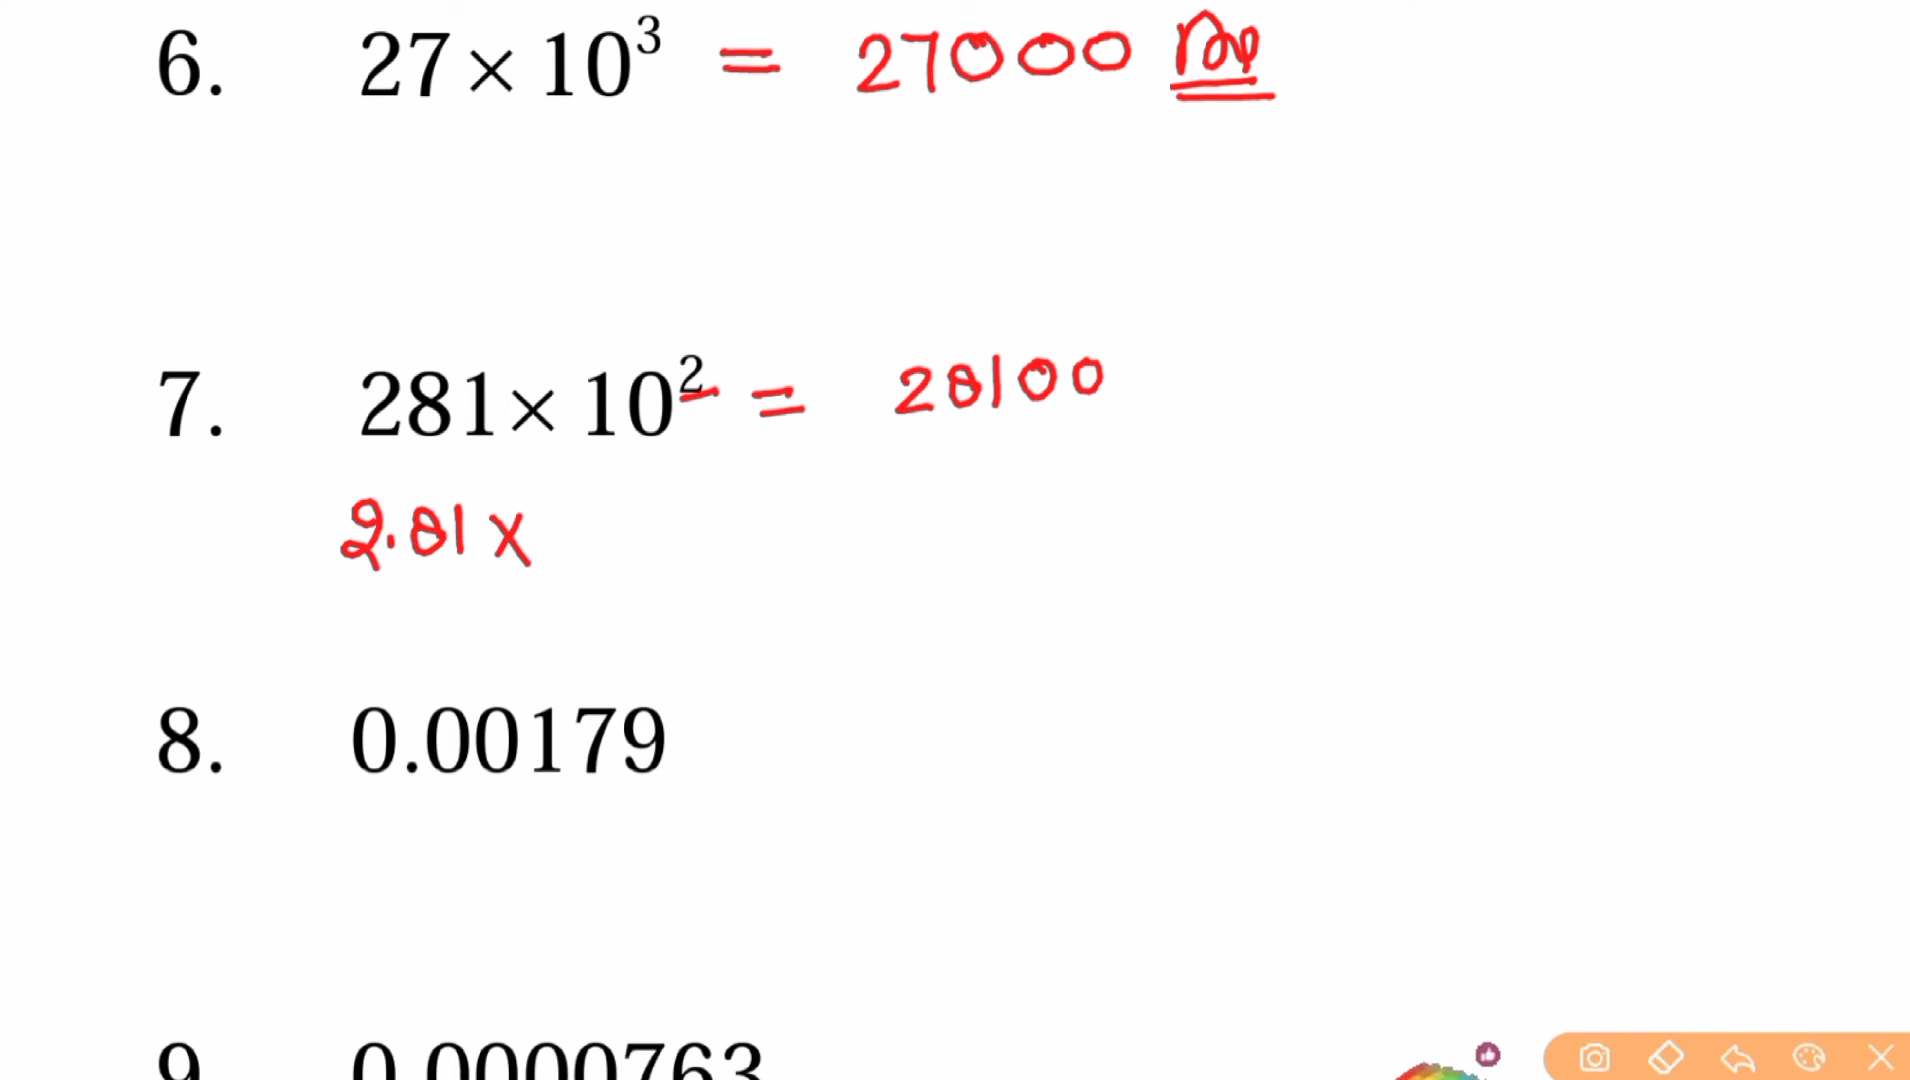 6. 27 × 10³ = 27000
7. 281 × 10² = 28100
2.81 x
8. 0.00179
9 0.0000763